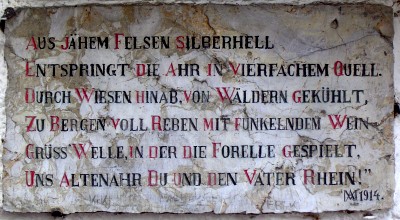 Aus jähem Felsen silberhell
Entspringt die Ahr in vierfachem Quell.
Durch Wiesen hinab, von Wäldern gekühlt,
Zu Bergen voll Reben mit funkelndem Wein
Grüss' Welle, in der die Forelle gespielt,
Uns Altenahr Du und den Vater Rhein!"
1914.